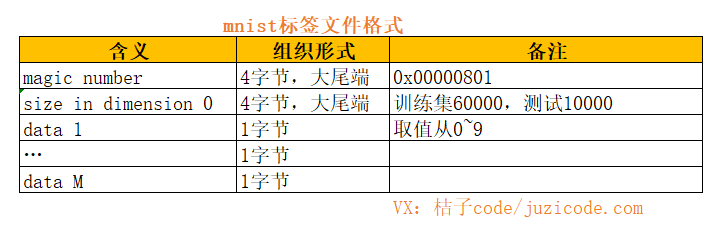 mnist标签文件格式
含义 组织形式 备注
magic number 4字节，大尾端 0x00000801
size in dimension 0 4字节，大尾端 训练集60000，测试10000
data 1 1字节 取值从0~9
… 1字节
data M 1字节
VX：桔子code/juzicode.com